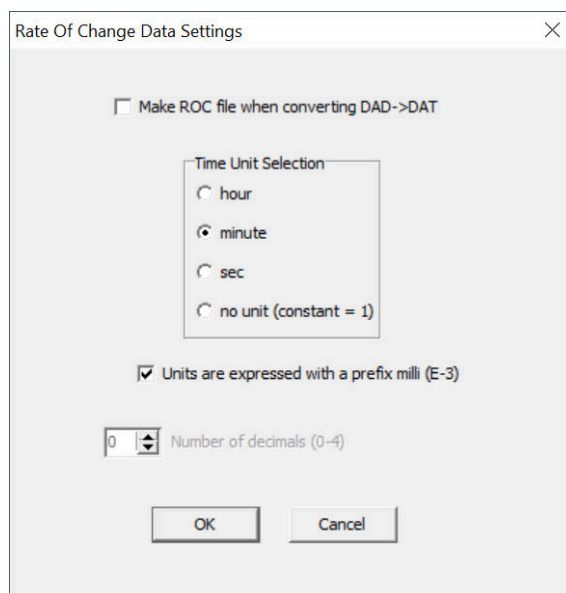 Rate Of Change Data Settings
Make ROC file when converting DAD->DAT
Time Unit Selection
hour
minute
sec
no unit (constant = 1)
Units are expressed with a prefix milli (E-3)
0 Number of decimals (0-4)
OK Cancel